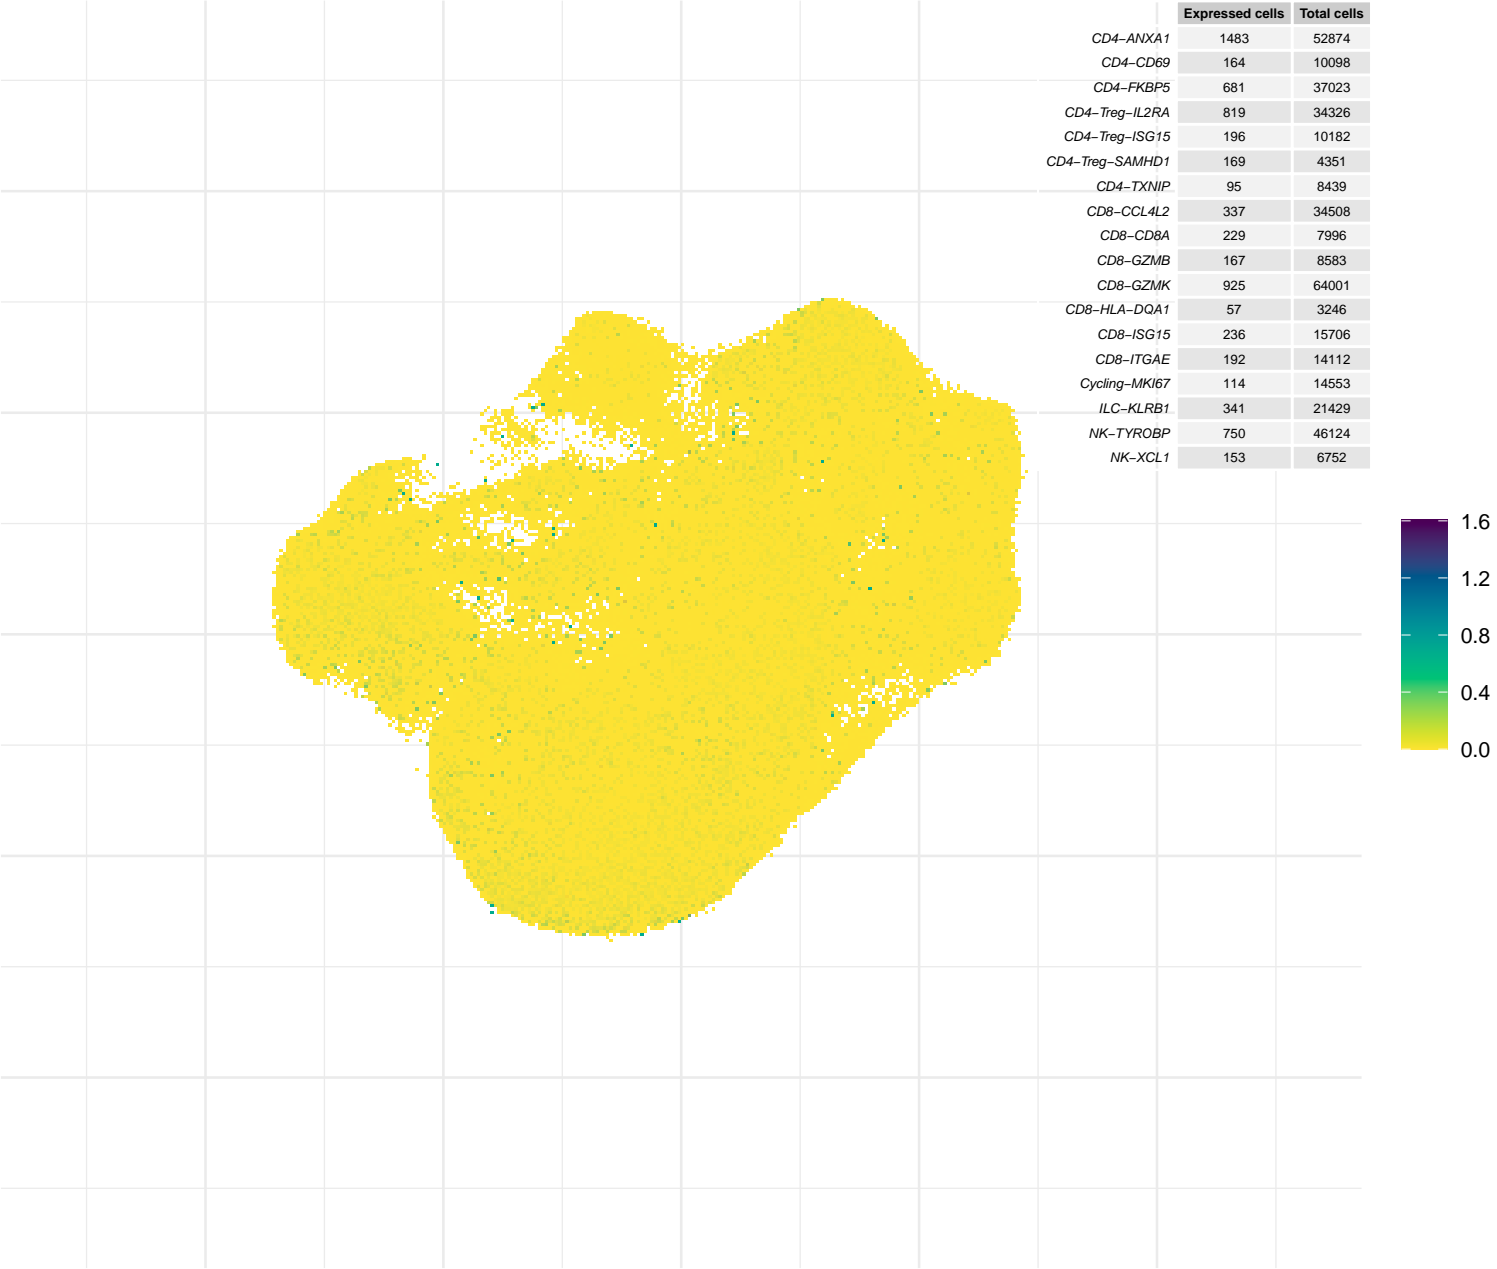 Expressed cells Total cells
CD4−ANXA1 1483 52874
CD4−CD69 164 10098
CD4−FKBP5 681 37023
CD4−Treg−IL2RA 819 34326
CD4−Treg−ISG15 196 10182
CD4−Treg−SAMHD1 169 4351
CD4−TXNIP 95 8439
CD8−CCL4L2 337 34508
CD8−CD8A 229 7996
CD8−GZMB 167 8583
CD8−GZMK 925 64001
CD8−HLA−DQA1 57 3246
CD8−ISG15 236 15706
CD8−ITGAE 192 14112
Cycling−MKI67 114 14553
ILC−KLRB1 341 21429
NK−TYROBP 750 46124
NK−XCL1 153 6752
1.6
1.2
0.8
0.4
0.0